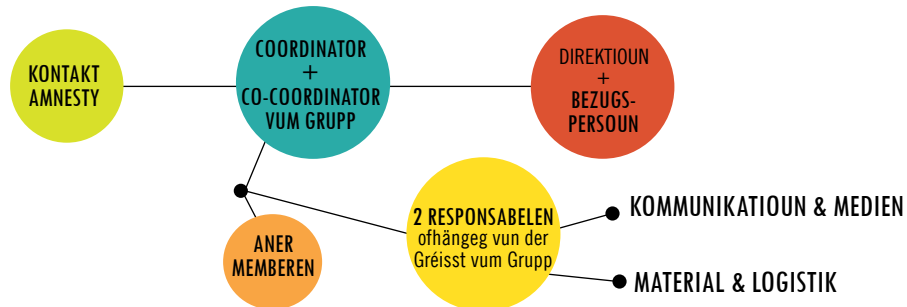 KONTAKT
AMNESTY
COORDINATOR
+
CO-COORDINATOR
VUM GRUPP
DIREKTIOUN
+
BEZUGS-
PERSOUN
ANER
MEMBEREN
2 RESPONSABELEN
ofhängeg vun der
Gréisst vum Grupp
KOMMUNIKATIOUN & MEDIEN
MATERIAL & LOGISTIK